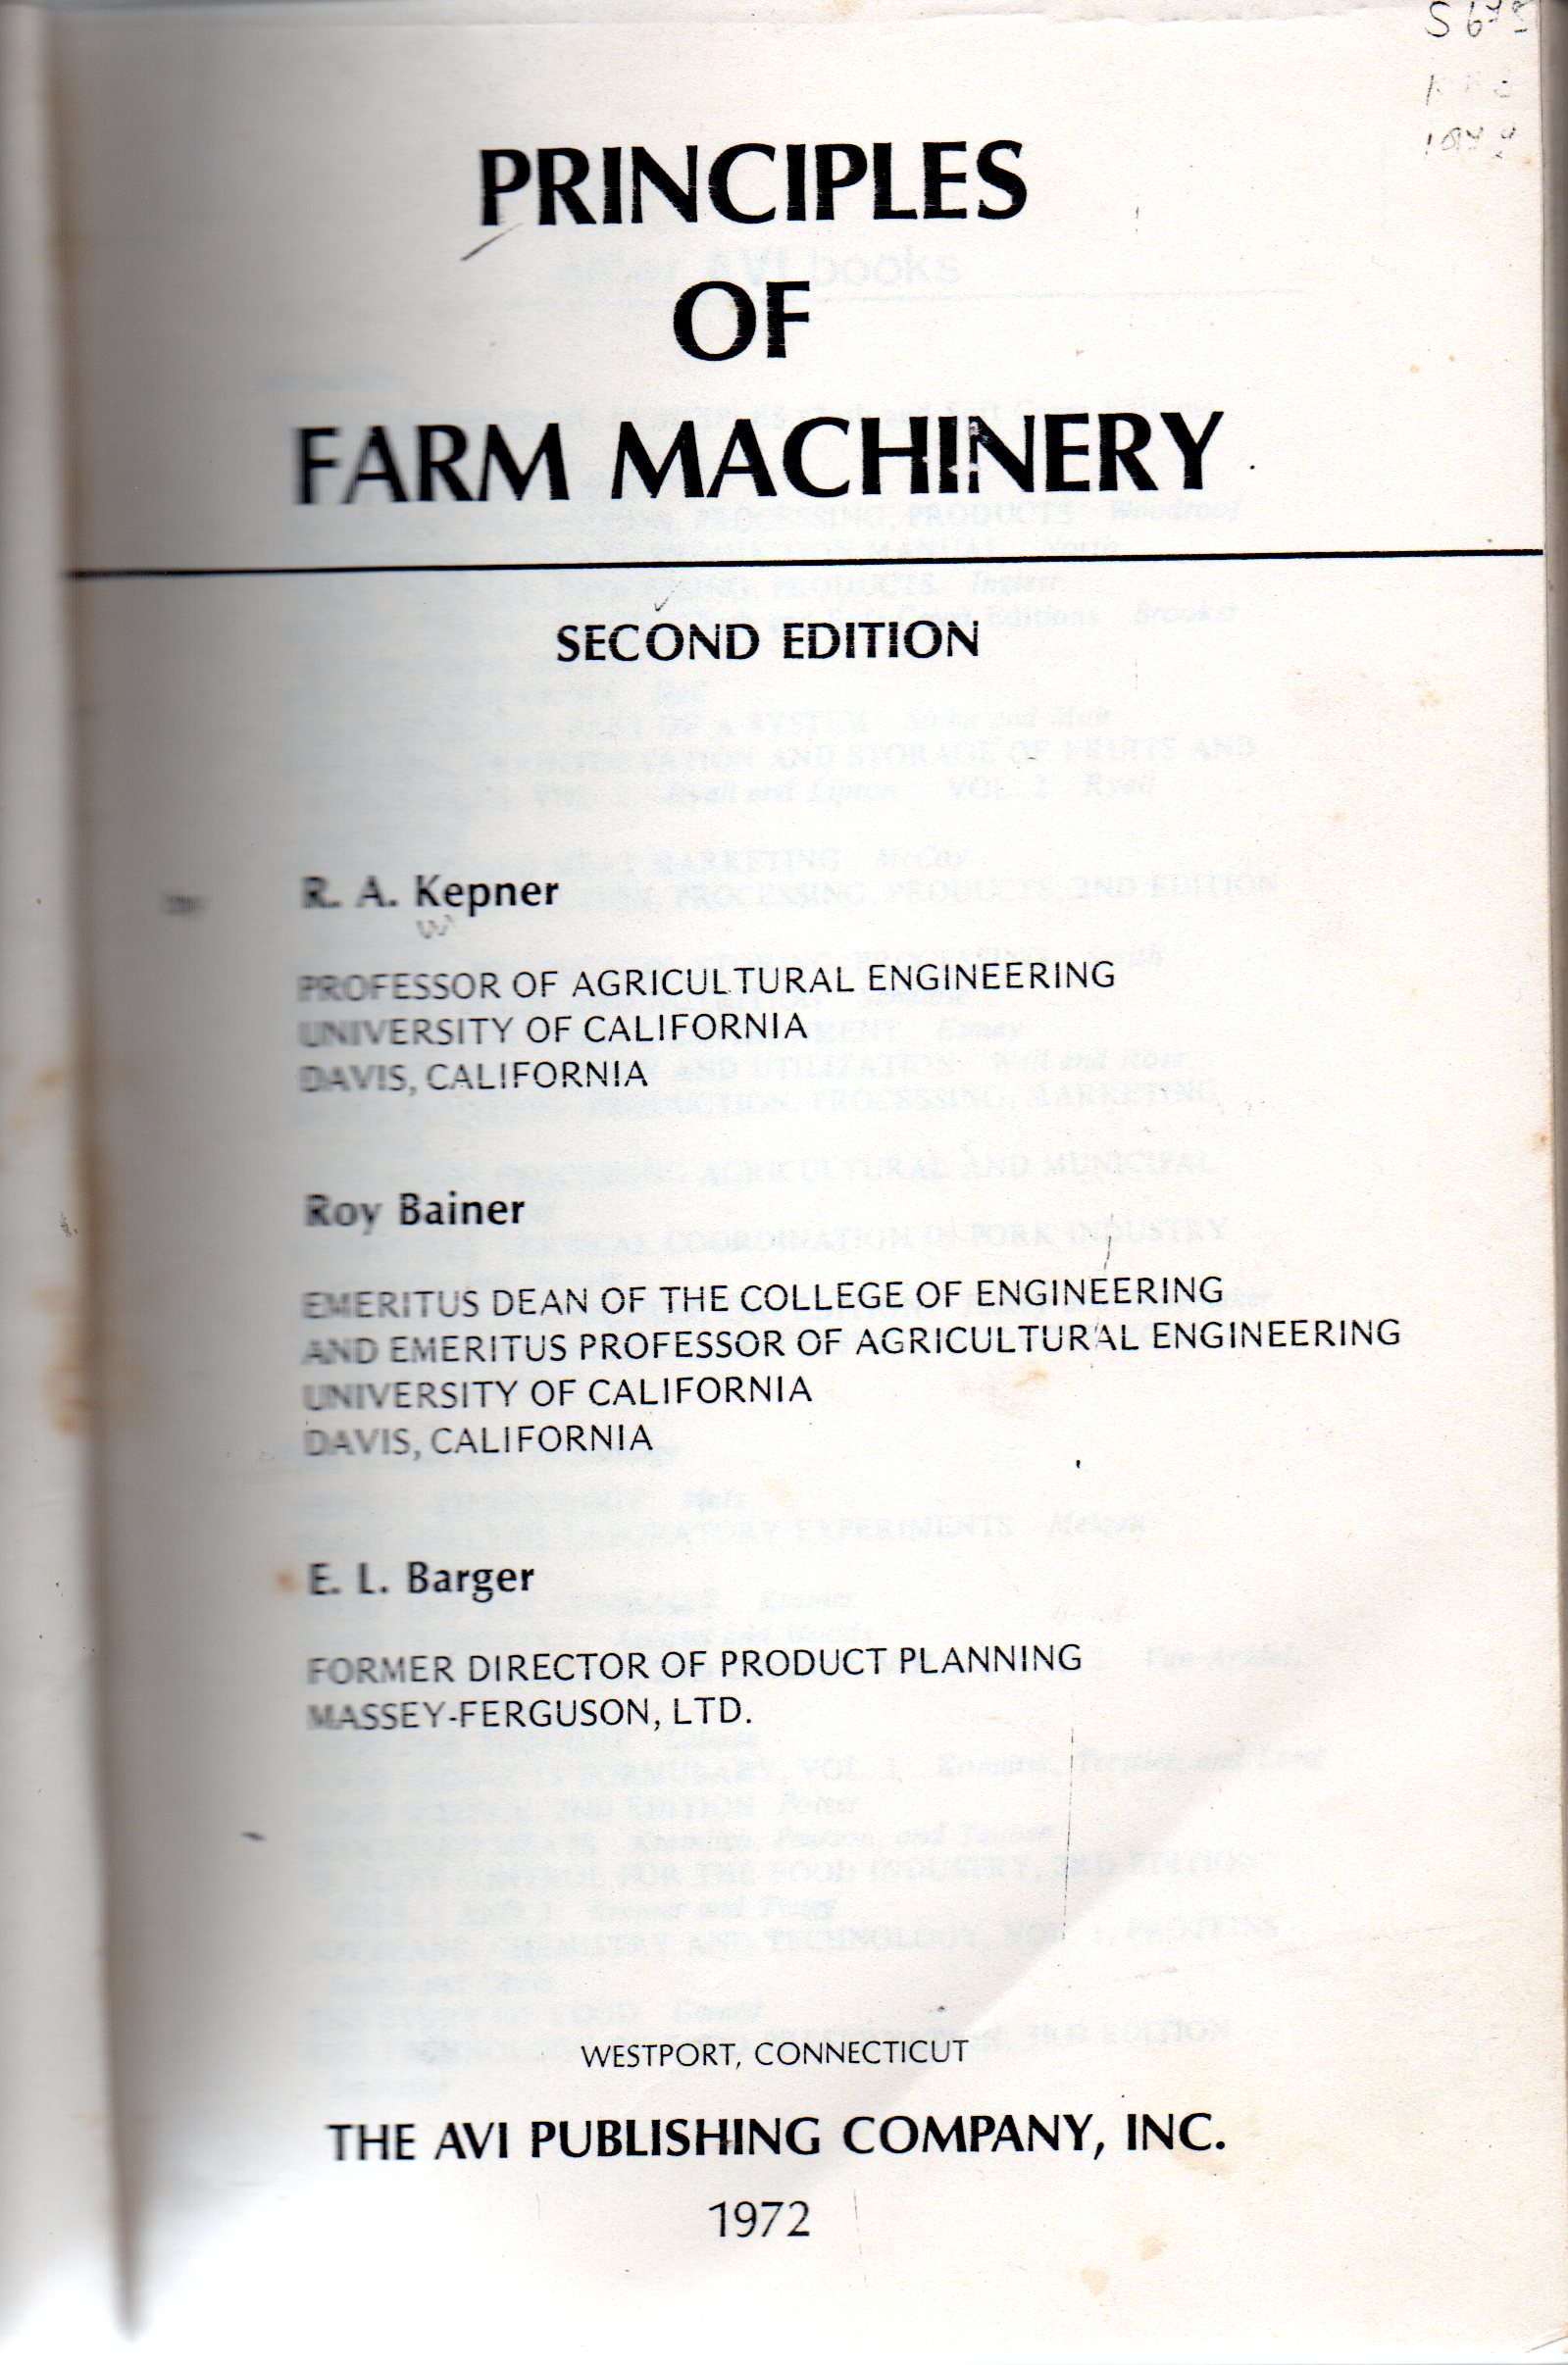 S 675
PRINCIPLES
OF
FARM MACHINERY
SECOND EDITION
R. A. Kepner
PROFESSOR OF AGRICULTURAL ENGINEERING
UNIVERSITY OF CALIFORNIA
DAVIS, CALIFORNIA
Roy Bainer
EMERITUS DEAN OF THE COLLEGE OF ENGINEERING
AND EMERITUS PROFESSOR OF AGRICULTURAL ENGINEERING
UNIVERSITY OF CALIFORNIA
DAVIS, CALIFORNIA
E. L. Barger
FORMER DIRECTOR OF PRODUCT PLANNING
MASSEY-FERGUSON, LTD.
WESTPORT, CONNECTICUT
THE AVI PUBLISHING COMPANY, INC.
1972